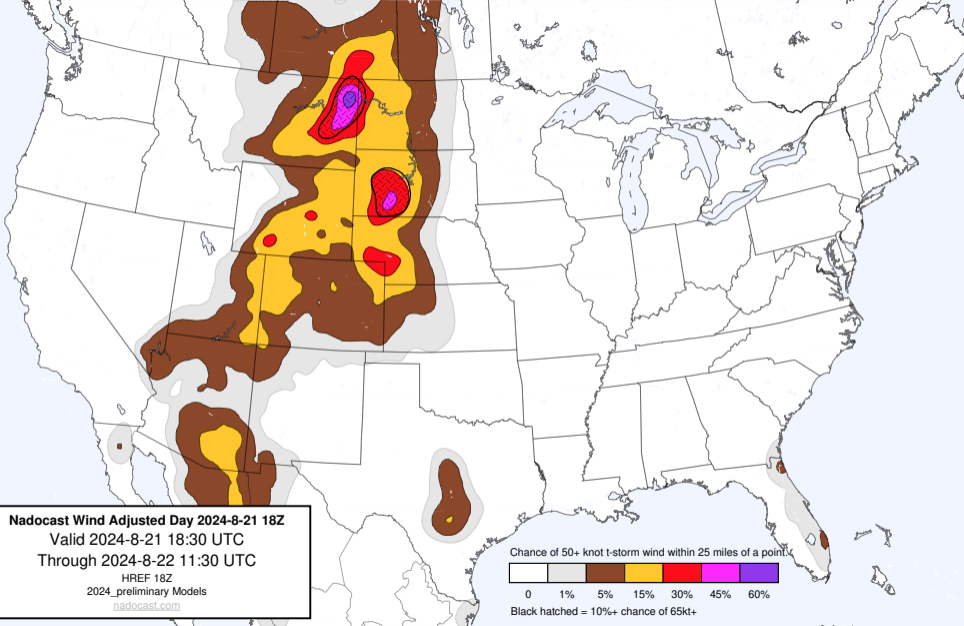 Nadocast Wind Adjusted Day 2024-8-21 18Z
Valid 2024-8-21 18:30 UTC
Through 2024-8-22 11:30 UTC
HREF 18Z
2024_preliminary Models
nadocast.com
Chance of 50+ knot t-storm wind within 25 miles of a point.
0 1% 5% 15% 30% 45% 60%
Black hatched = 10%+ chance of 65kt+